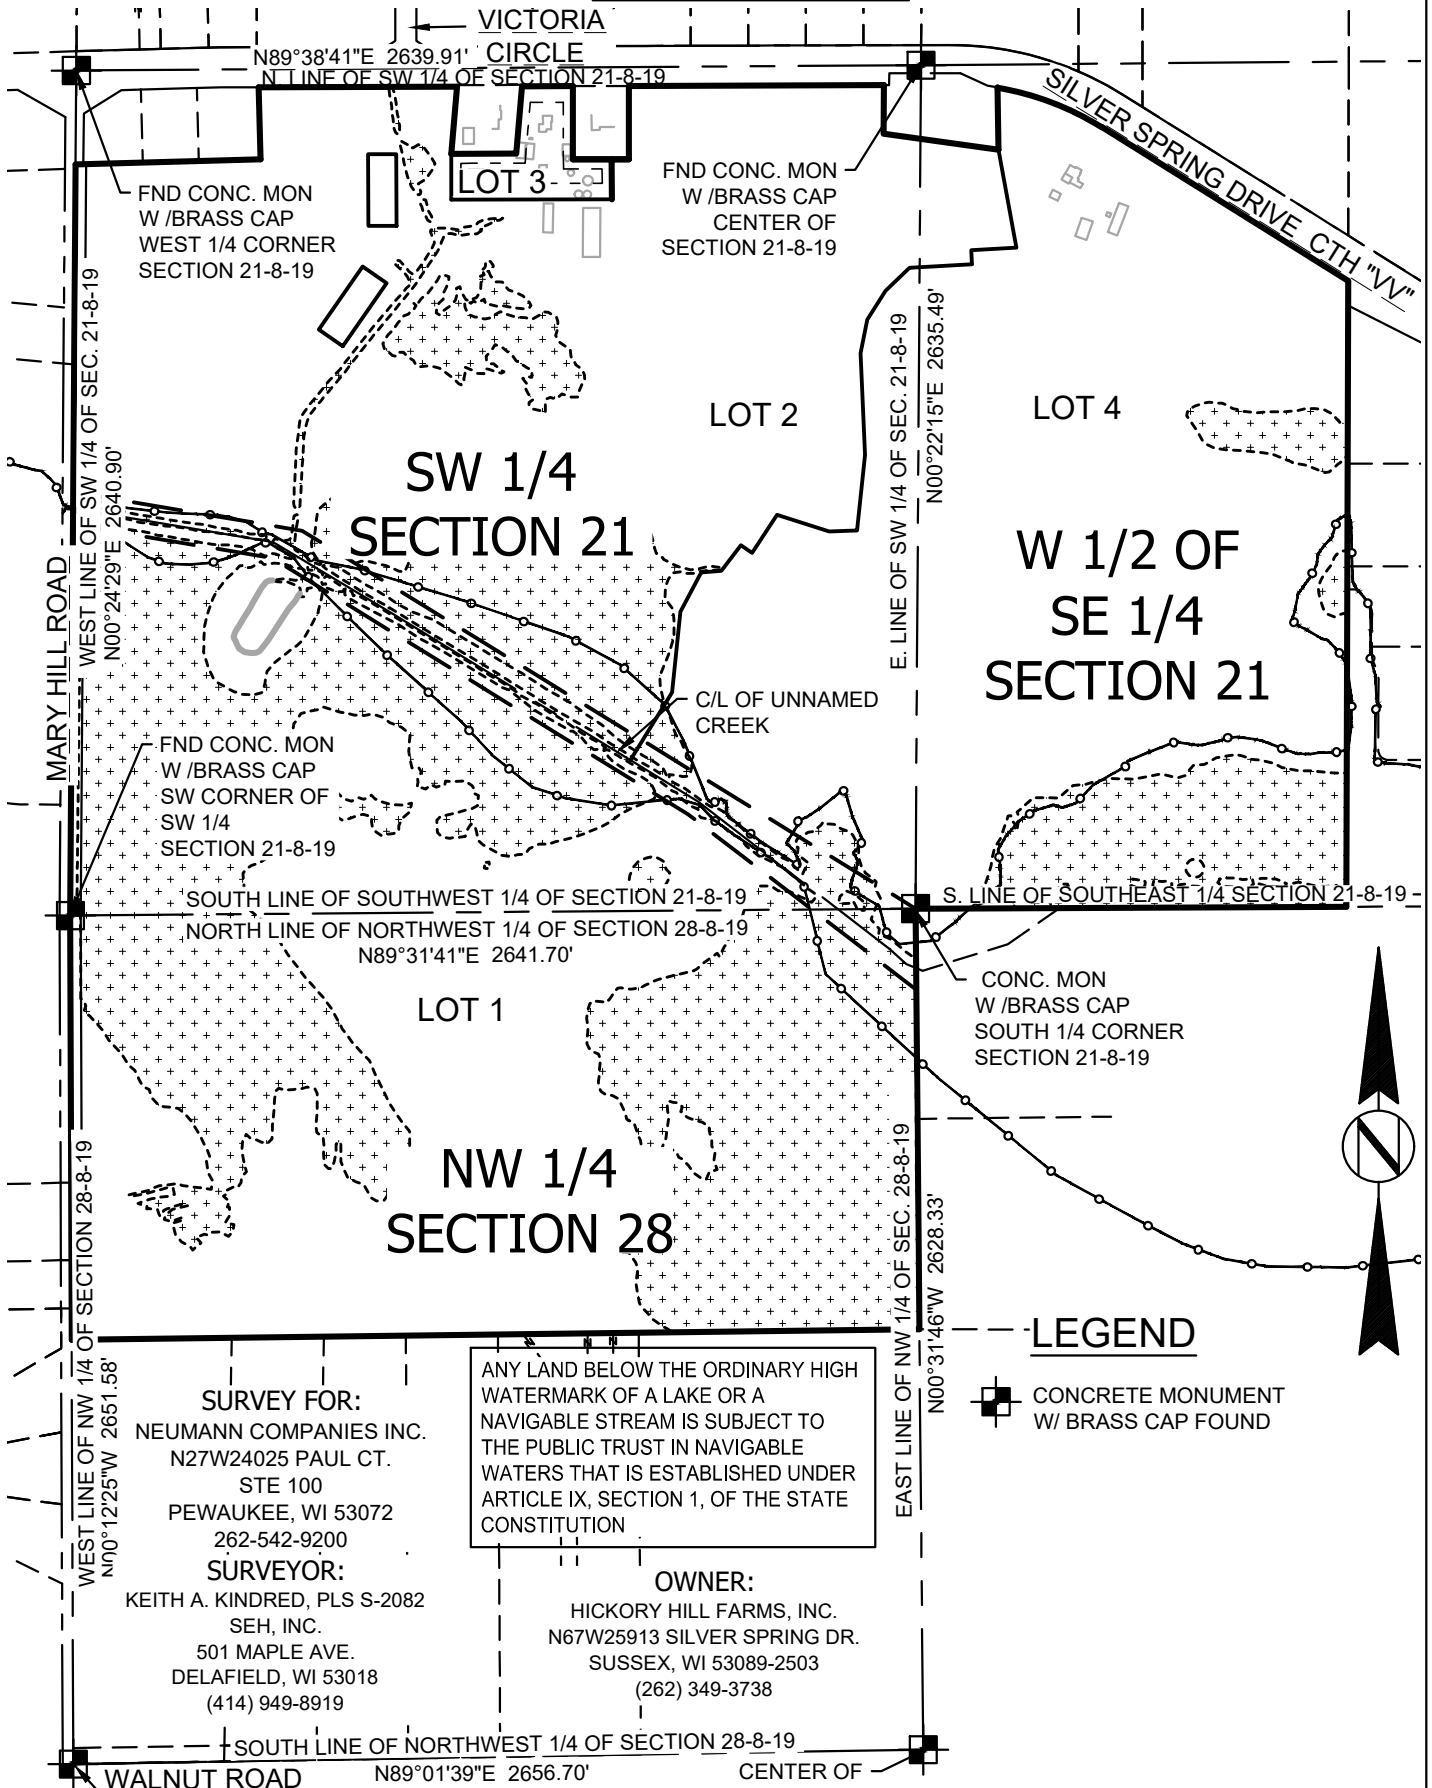 VICTORIA
CIRCLE
N89°38'41"E 2639.91'
N. LINE OF SW 1/4 OF SECTION 21-8-19
SILVER SPRING DRIVE CTH "VV"
FND CONC. MON
W /BRASS CAP
WEST 1/4 CORNER
SECTION 21-8-19
LOT 3
FND CONC. MON
W /BRASS CAP
CENTER OF
SECTION 21-8-19
WEST LINE OF SW 1/4 OF SEC. 21-8-19
N00°24'29"E 2640.90'
E. LINE OF SW 1/4 OF SEC. 21-8-19
N00°22'15"E 2635.49'
LOT 2
LOT 4
SW 1/4
SECTION 21
W 1/2 OF
SE 1/4
SECTION 21
MARY HILL ROAD
C/L OF UNNAMED
CREEK
FND CONC. MON
W /BRASS CAP
SW CORNER OF
SW 1/4
SECTION 21-8-19
SOUTH LINE OF SOUTHWEST 1/4 OF SECTION 21-8-19
NORTH LINE OF NORTHWEST 1/4 OF SECTION 28-8-19
N89°31'41"E 2641.70'
S. LINE OF SOUTHEAST 1/4 SECTION 21-8-19
LOT 1
CONC. MON
W /BRASS CAP
SOUTH 1/4 CORNER
SECTION 21-8-19
N
NW 1/4
SECTION 28
WEST LINE OF NW 1/4 OF SECTION 28-8-19
N00°12'25"W 2651.58'
EAST LINE OF NW 1/4 OF SEC. 28-8-19
N00°31'46"W 2628.33'
LEGEND
CONCRETE MONUMENT
W/ BRASS CAP FOUND
ANY LAND BELOW THE ORDINARY HIGH
WATERMARK OF A LAKE OR A
NAVIGABLE STREAM IS SUBJECT TO
THE PUBLIC TRUST IN NAVIGABLE
WATERS THAT IS ESTABLISHED UNDER
ARTICLE IX, SECTION 1, OF THE STATE
CONSTITUTION
SURVEY FOR:
NEUMANN COMPANIES INC.
N27W24025 PAUL CT.
STE 100
PEWAUKEE, WI 53072
262-542-9200
SURVEYOR:
KEITH A. KINDRED, PLS S-2082
SEH, INC.
501 MAPLE AVE.
DELAFIELD, WI 53018
(414) 949-8919
OWNER:
HICKORY HILL FARMS, INC.
N67W25913 SILVER SPRING DR.
SUSSEX, WI 53089-2503
(262) 349-3738
SOUTH LINE OF NORTHWEST 1/4 OF SECTION 28-8-19
WALNUT ROAD
N89°01'39"E 2656.70'
CENTER OF